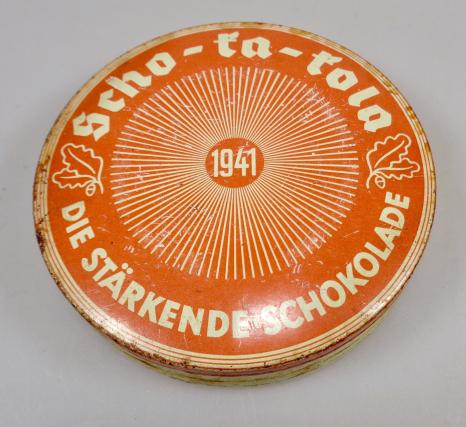 Scho-ka-kola
1941
DIE STÄRKENDE SCHOKOLADE